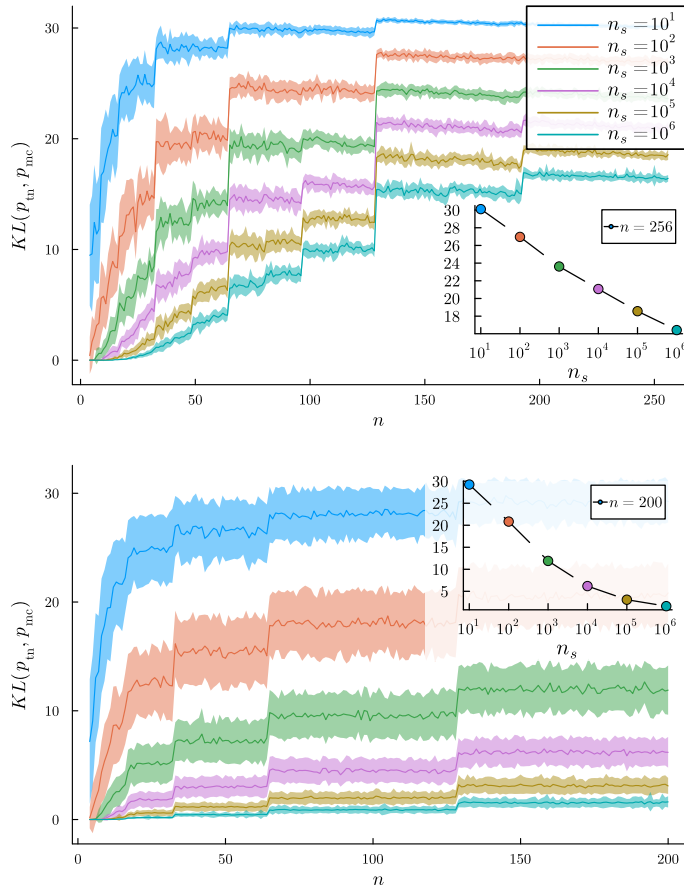 n_s = 10^1
n_s = 10^2
n_s = 10^3
n_s = 10^4
n_s = 10^5
n_s = 10^6
30
20
10
0
KL(p_tn, p_mc)
0 50 100 150 200 250
n
n = 256
30
28
26
24
22
20
18
10^1 10^2 10^3 10^4 10^5 10^6
n_s
30
20
10
0
KL(p_tn, p_mc)
0 50 100 150 200
n
n = 200
30
25
20
15
10
5
10^1 10^2 10^3 10^4 10^5 10^6
n_s